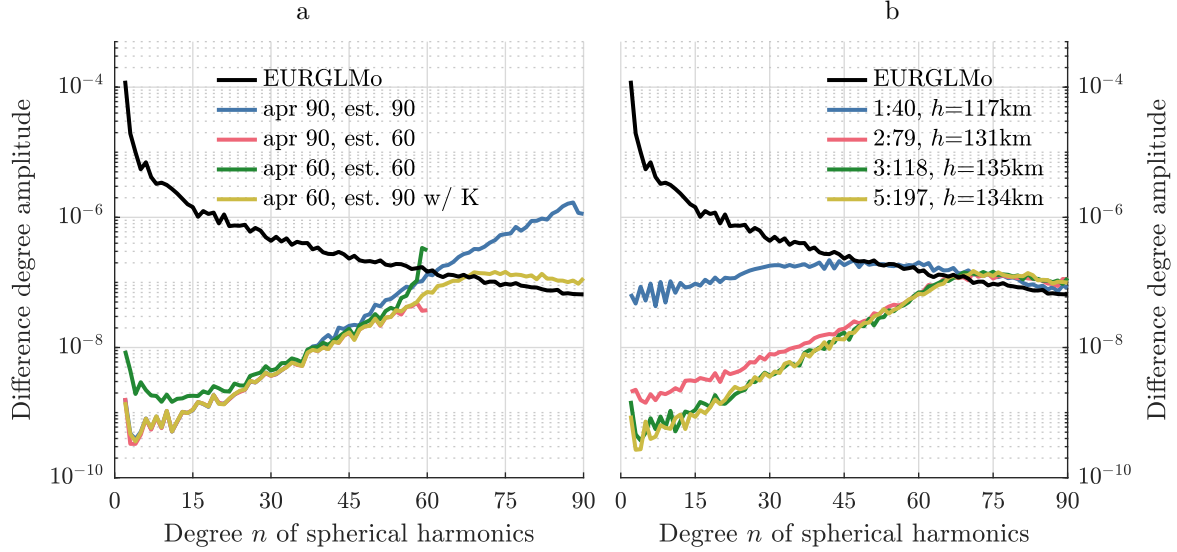 a
Difference degree amplitude
10⁻⁴
10⁻⁶
10⁻⁸
10⁻¹⁰
EURGLMo
apr 90, est. 90
apr 90, est. 60
apr 60, est. 60
apr 60, est. 90 w/ K
0 15 30 45 60 75 90
Degree n of spherical harmonics
b
EURGLMo
1:40, h=117km
2:79, h=131km
3:118, h=135km
5:197, h=134km
10⁻⁴
10⁻⁶
10⁻⁸
10⁻¹⁰
Difference degree amplitude
0 15 30 45 60 75 90
Degree n of spherical harmonics